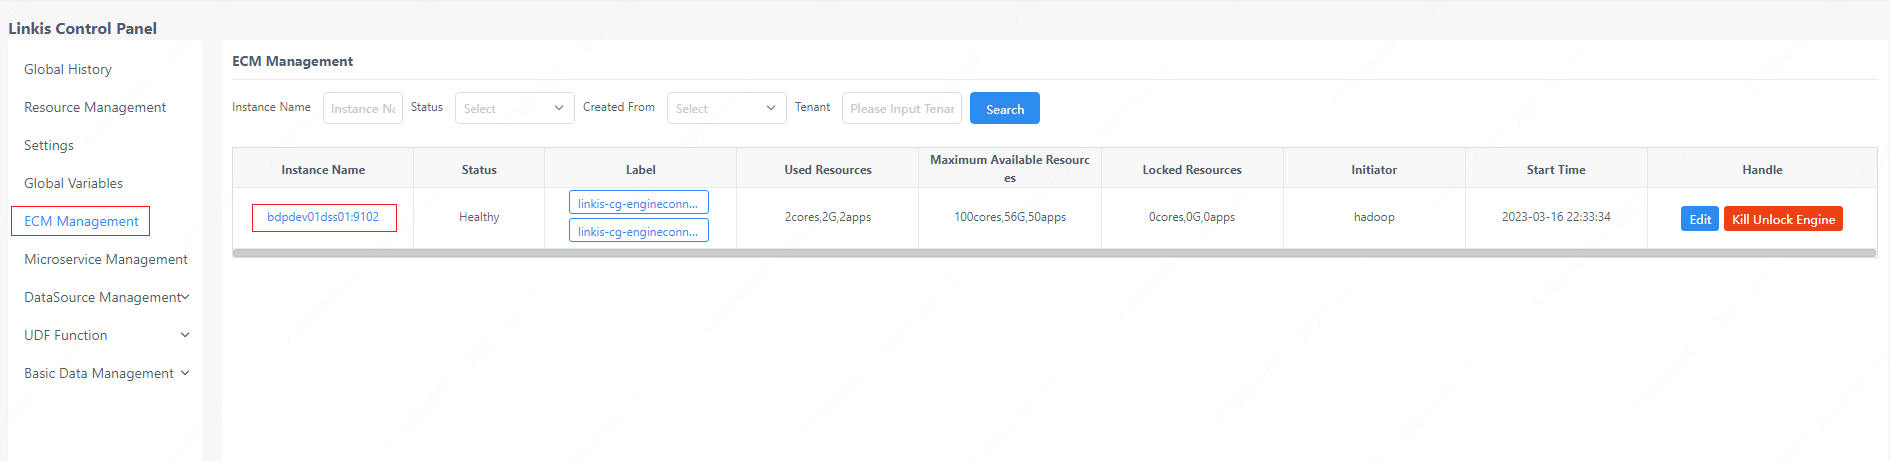 Linkis Control Panel
Global History
Resource Management
Settings
Global Variables
ECM Management
Microservice Management
DataSource Management
UDF Function
Basic Data Management
ECM Management
Instance Name Instance Na Status Select Created From Select Tenant Please Input Tenan Search
Instance Name Status Label Used Resources Maximum Available Resourc
es Locked Resources Initiator Start Time Handle
bdpdev01dss01:9102 Healthy linkis-cg-engineconn...
linkis-cg-engineconn... 2cores,2G,2apps 100cores,56G,50apps 0cores,0G,0apps hadoop 2023-03-16 22:33:34 Edit Kill Unlock Engine